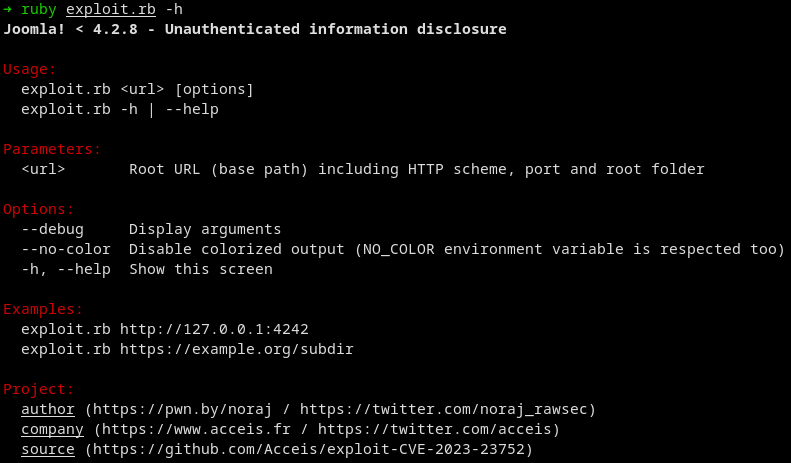 → ruby exploit.rb -h
Joomla! < 4.2.8 - Unauthenticated information disclosure
Usage:
exploit.rb <url> [options]
exploit.rb -h | --help
Parameters:
<url> Root URL (base path) including HTTP scheme, port and root folder
Options:
--debug Display arguments
--no-color Disable colorized output (NO_COLOR environment variable is respected too)
-h, --help Show this screen
Examples:
exploit.rb http://127.0.0.1:4242
exploit.rb https://example.org/subdir
Project:
author (https://pwn.by/noraj / https://twitter.com/noraj_rawsec)
company (https://www.acceis.fr / https://twitter.com/acceis)
source (https://github.com/Acceis/exploit-CVE-2023-23752)